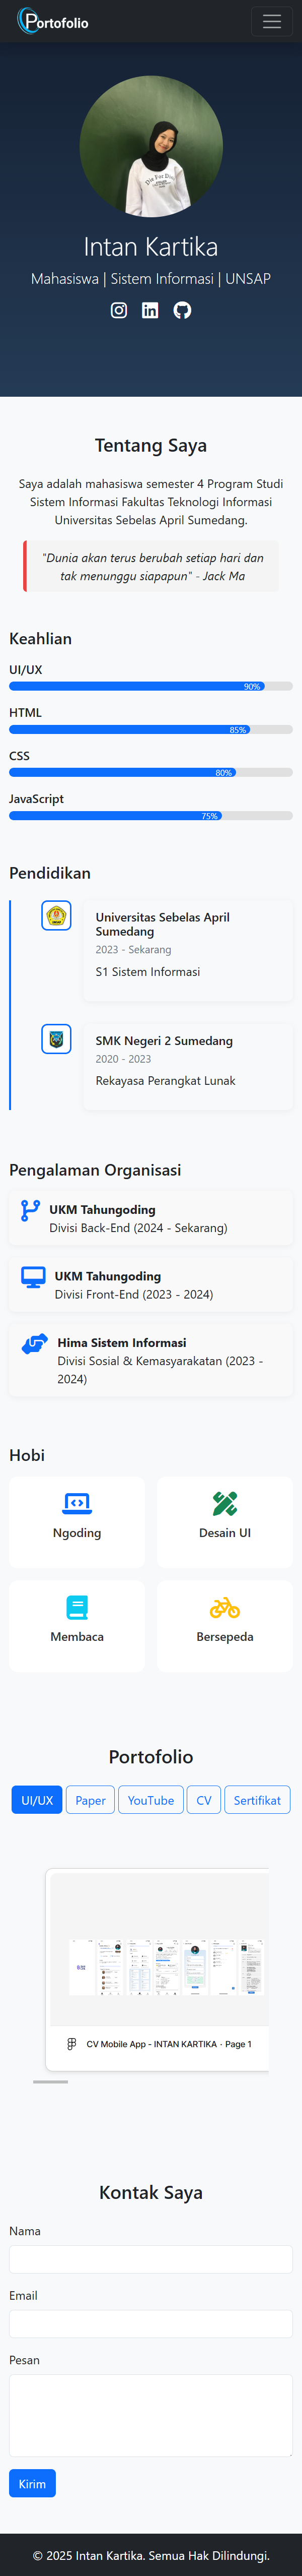 Portofolio
Intan Kartika
Mahasiswa | Sistem Informasi | UNSAP
Tentang Saya
Saya adalah mahasiswa semester 4 Program Studi
Sistem Informasi Fakultas Teknologi Informasi
Universitas Sebelas April Sumedang.
"Dunia akan terus berubah setiap hari dan
tak menunggu siapapun" - Jack Ma
Keahlian
UI/UX
90%
HTML
85%
CSS
80%
JavaScript
75%
Pendidikan
Universitas Sebelas April
Sumedang
2023 - Sekarang
S1 Sistem Informasi
SMK Negeri 2 Sumedang
2020 - 2023
Rekayasa Perangkat Lunak
Pengalaman Organisasi
UKM Tahungoding
Divisi Back-End (2024 - Sekarang)
UKM Tahungoding
Divisi Front-End (2023 - 2024)
Hima Sistem Informasi
Divisi Sosial & Kemasyarakatan (2023 -
2024)
Hobi
Ngoding
Desain UI
Membaca
Bersepeda
Portofolio
UI/UX
Paper
YouTube
CV
Sertifikat
CV Mobile App - INTAN KARTIKA · Page 1
Kontak Saya
Nama
Email
Pesan
Kirim
© 2025 Intan Kartika. Semua Hak Dilindungi.